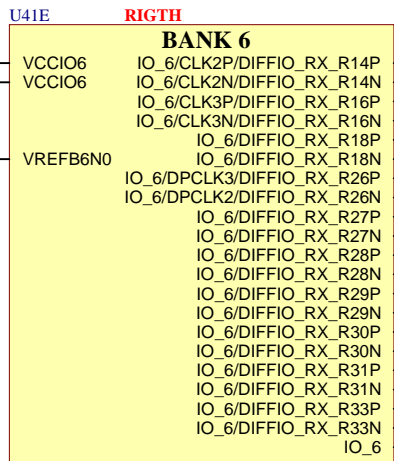 U41E RIGTH
BANK 6
VCCIO6 IO_6/CLK2P/DIFFIO_RX_R14P
VCCIO6 IO_6/CLK2N/DIFFIO_RX_R14N
IO_6/CLK3P/DIFFIO_RX_R16P
IO_6/CLK3N/DIFFIO_RX_R16N
IO_6/DIFFIO_RX_R18P
VREFB6N0 IO_6/DIFFIO_RX_R18N
IO_6/DPCLK3/DIFFIO_RX_R26P
IO_6/DPCLK2/DIFFIO_RX_R26N
IO_6/DIFFIO_RX_R27P
IO_6/DIFFIO_RX_R27N
IO_6/DIFFIO_RX_R28P
IO_6/DIFFIO_RX_R28N
IO_6/DIFFIO_RX_R29P
IO_6/DIFFIO_RX_R29N
IO_6/DIFFIO_RX_R30P
IO_6/DIFFIO_RX_R30N
IO_6/DIFFIO_RX_R31P
IO_6/DIFFIO_RX_R31N
IO_6/DIFFIO_RX_R33P
IO_6/DIFFIO_RX_R33N
IO_6